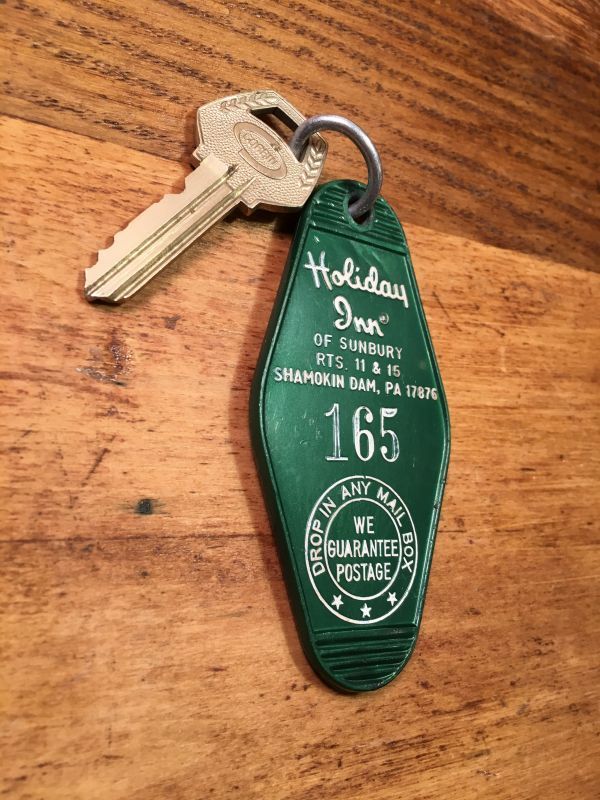 Holiday
Inn®
OF SUNBURY
RTS. 11 & 15
SHAMOKIN DAM, PA 17876
165
DROP IN ANY MAIL BOX
WE
GUARANTEE
POSTAGE